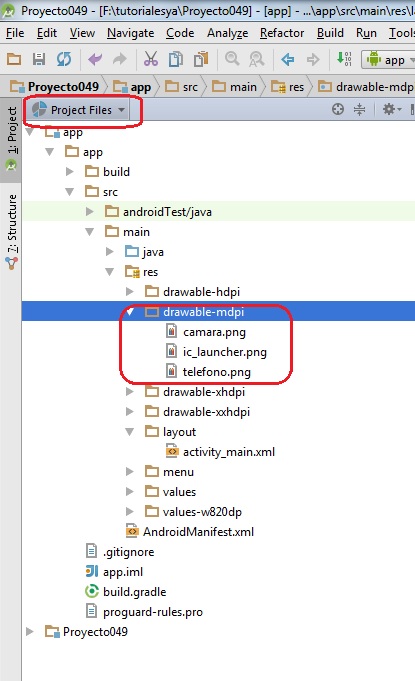 Proyecto049 - [F:\tutorialesya\Proyecto049] - [app] - ...\app\src\main\res\la
File Edit View Navigate Code Analyze Refactor Build Run Tools
app
Proyecto049 app src main res drawable-mdpi
Project Files
1: Project
7: Structure
app
app
build
src
androidTest/java
main
java
res
drawable-hdpi
drawable-mdpi
camara.png
ic_launcher.png
telefono.png
drawable-xhdpi
drawable-xxhdpi
layout
activity_main.xml
menu
values
values-w820dp
AndroidManifest.xml
.gitignore
app.iml
build.gradle
proguard-rules.pro
Proyecto049